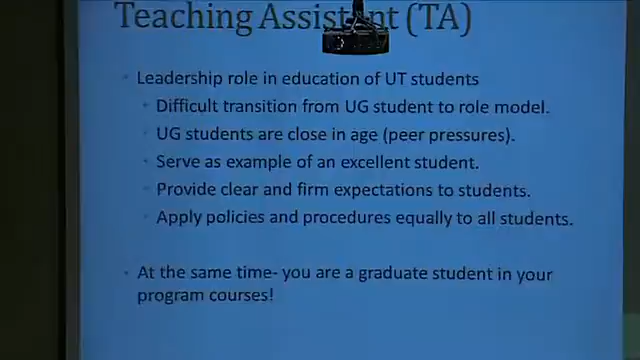 Teaching Assistant (TA)
Leadership role in education of UT students
Difficult transition from UG student to role model.
UG students are close in age (peer pressures).
Serve as example of an excellent student.
Provide clear and firm expectations to students.
Apply policies and procedures equally to all students.
At the same time- you are a graduate student in your
program courses!